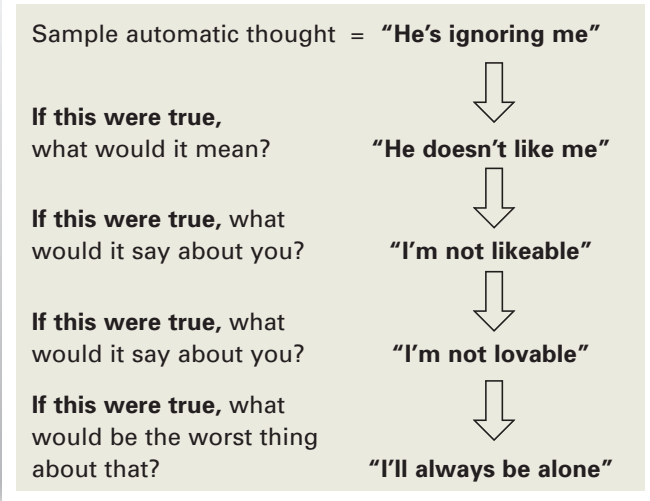 Sample automatic thought = “He’s ignoring me”
If this were true,
what would it mean? “He doesn’t like me”
If this were true, what
would it say about you? “I’m not likeable”
If this were true, what
would it say about you? “I’m not lovable”
If this were true, what
would be the worst thing
about that? “I’ll always be alone”